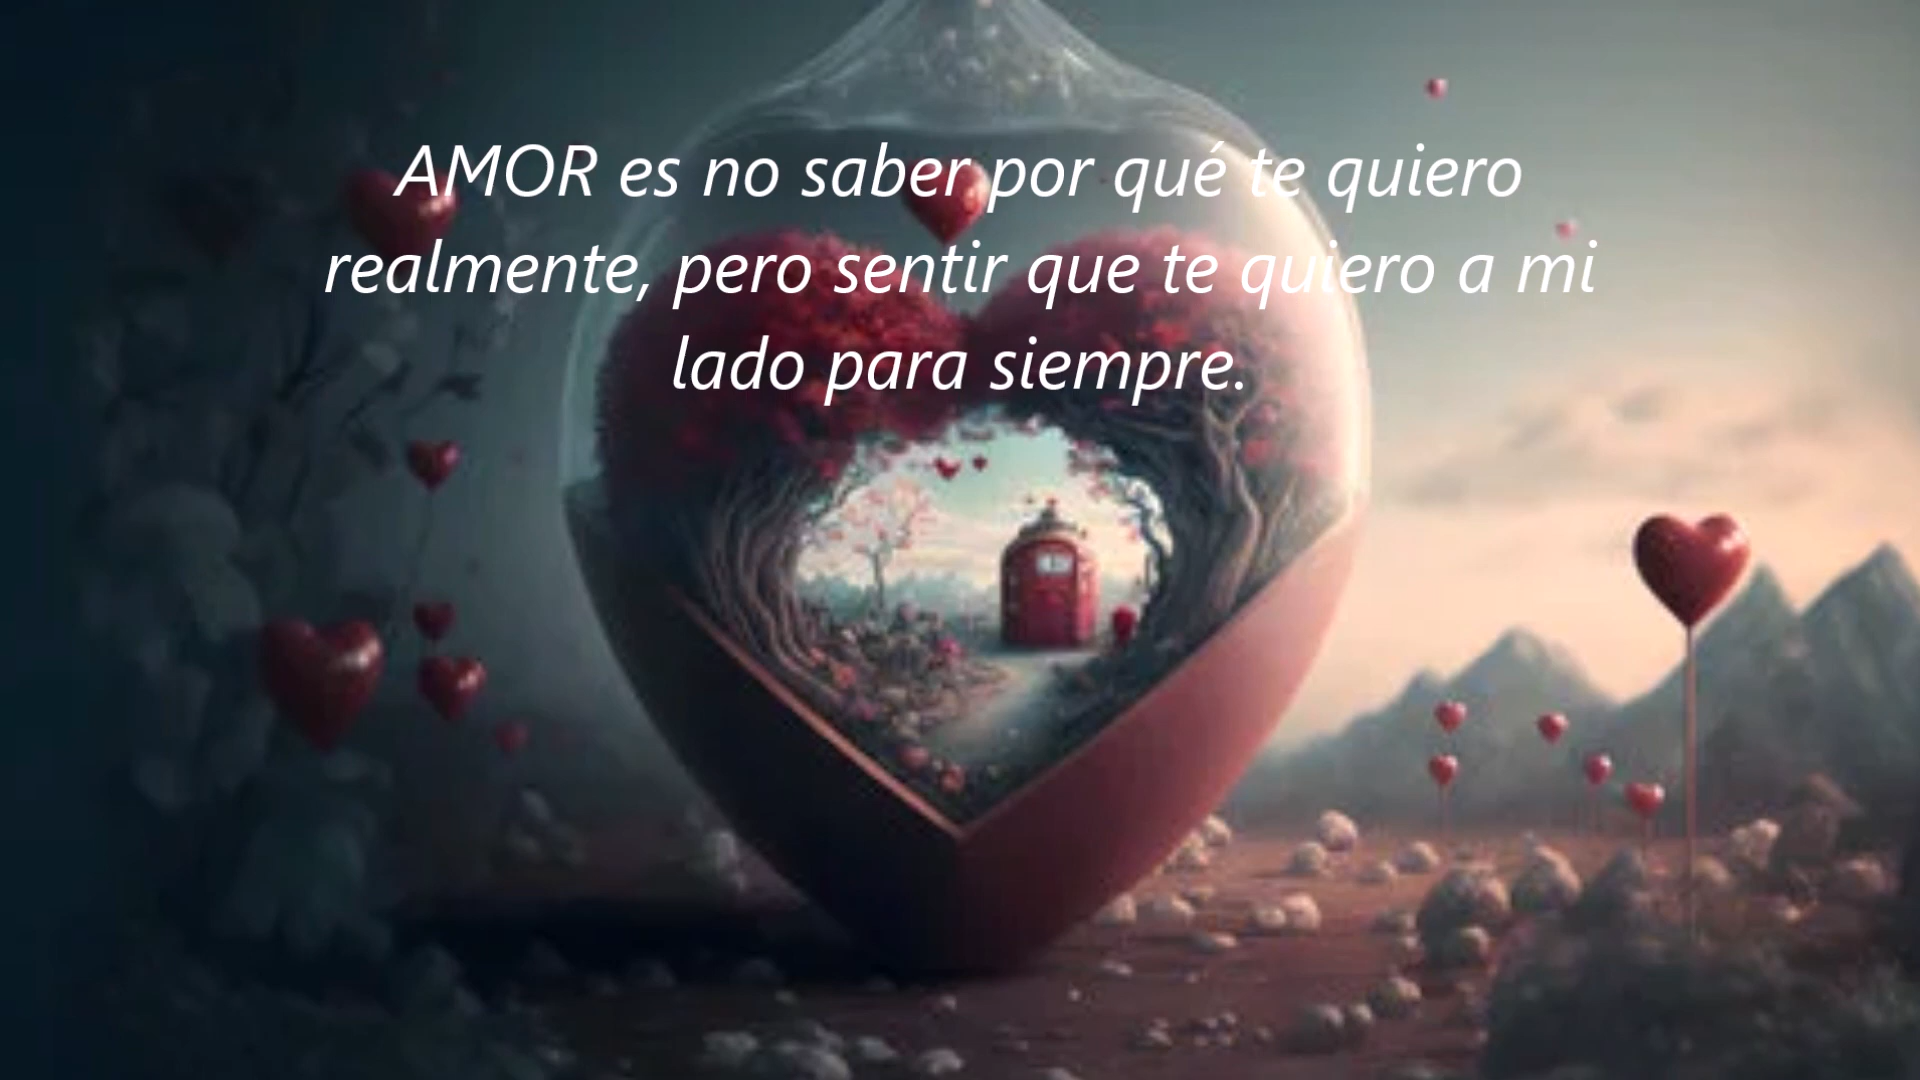 AMOR es no saber por qué te quiero
realmente, pero sentir que te quiero a mi
lado para siempre.